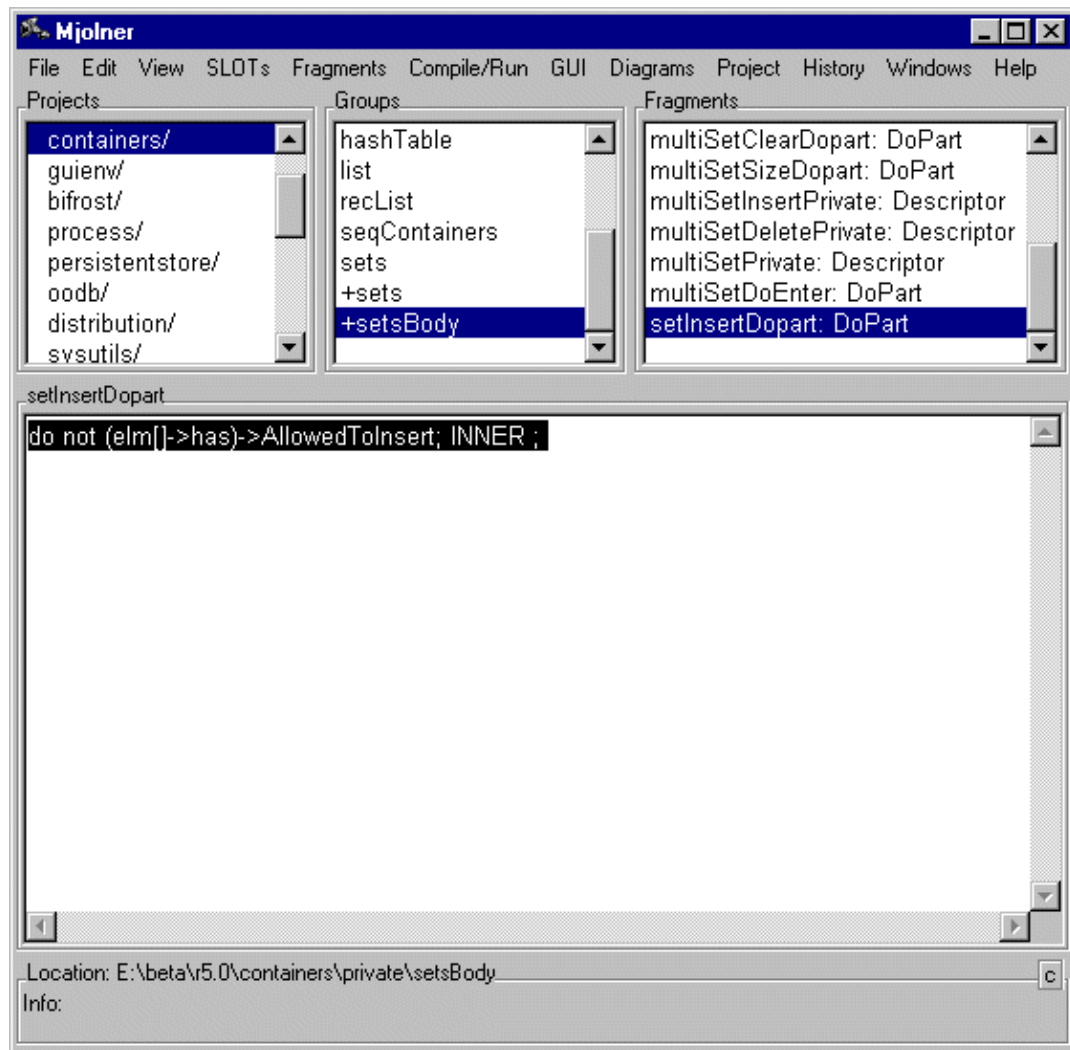 Mjolner
File Edit View SLOTs Fragments Compile/Run GUI Diagrams Project History Windows Help
Projects
containers/
guienv/
bifrost/
process/
persistentstore/
oodb/
distribution/
sysutils/
Groups
hashTable
list
recList
seqContainers
sets
+sets
+setsBody
Fragments
multiSetClearDopart: DoPart
multiSetSizeDopart: DoPart
multiSetInsertPrivate: Descriptor
multiSetDeletePrivate: Descriptor
multiSetPrivate: Descriptor
multiSetDoEnter: DoPart
setInsertDopart: DoPart
setInsertDopart
do not (elm[]->has)->AllowedToInsert; INNER ;
Location: E:\beta\r5.0\containers\private\setsBody
c
Info: